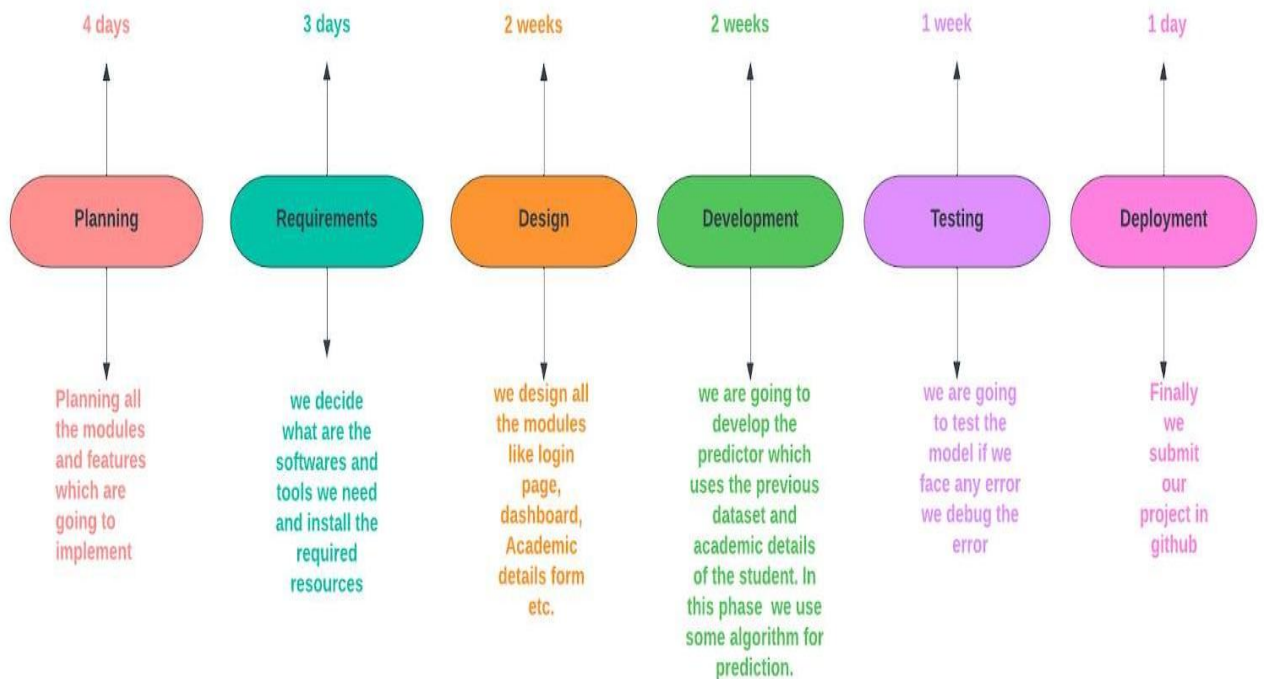 4 days
3 days
2 weeks
2 weeks
1 week
1 day
Planning
Requirements
Design
Development
Testing
Deployment
Planning all
the modules
and features
which are
going to
implement
we decide
what are the
softwares and
tools we need
and install the
required
resources
we design all
the modules
like login
page,
dashboard,
Academic
details form
etc.
we are going to
develop the
predictor which
uses the previous
dataset and
academic details
of the student. In
this phase we use
some algorithm for
prediction.
we are going
to test the
model if we
face any error
we debug the
error
Finally
we
submit
our
project in
github